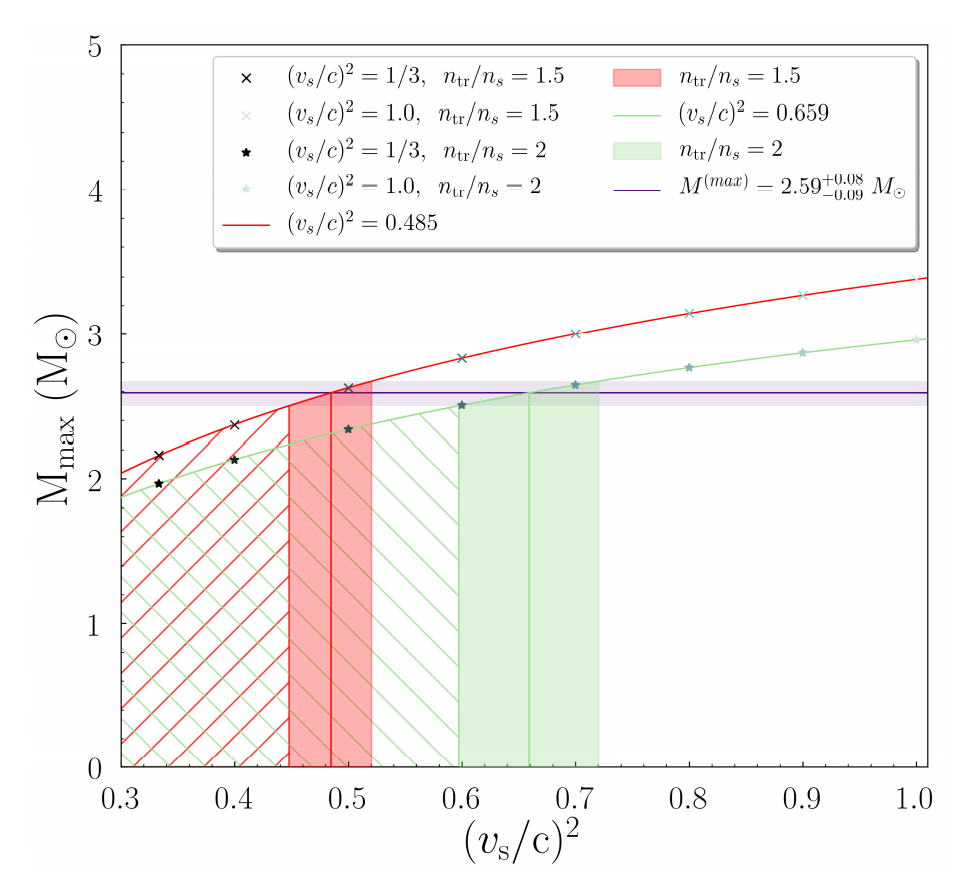 (v_s/c)^2 = 1/3, n_tr/n_s = 1.5
(v_s/c)^2 = 1.0, n_tr/n_s = 1.5
(v_s/c)^2 = 1/3, n_tr/n_s = 2
(v_s/c)^2 = 1.0, n_tr/n_s = 2
(v_s/c)^2 = 0.485
n_tr/n_s = 1.5
(v_s/c)^2 = 0.659
n_tr/n_s = 2
M^(max) = 2.59^{+0.08}_{-0.09} M_⊙
M_max (M_⊙)
5
4
3
2
1
0
0.3 0.4 0.5 0.6 0.7 0.8 0.9 1.0
(v_s/c)^2